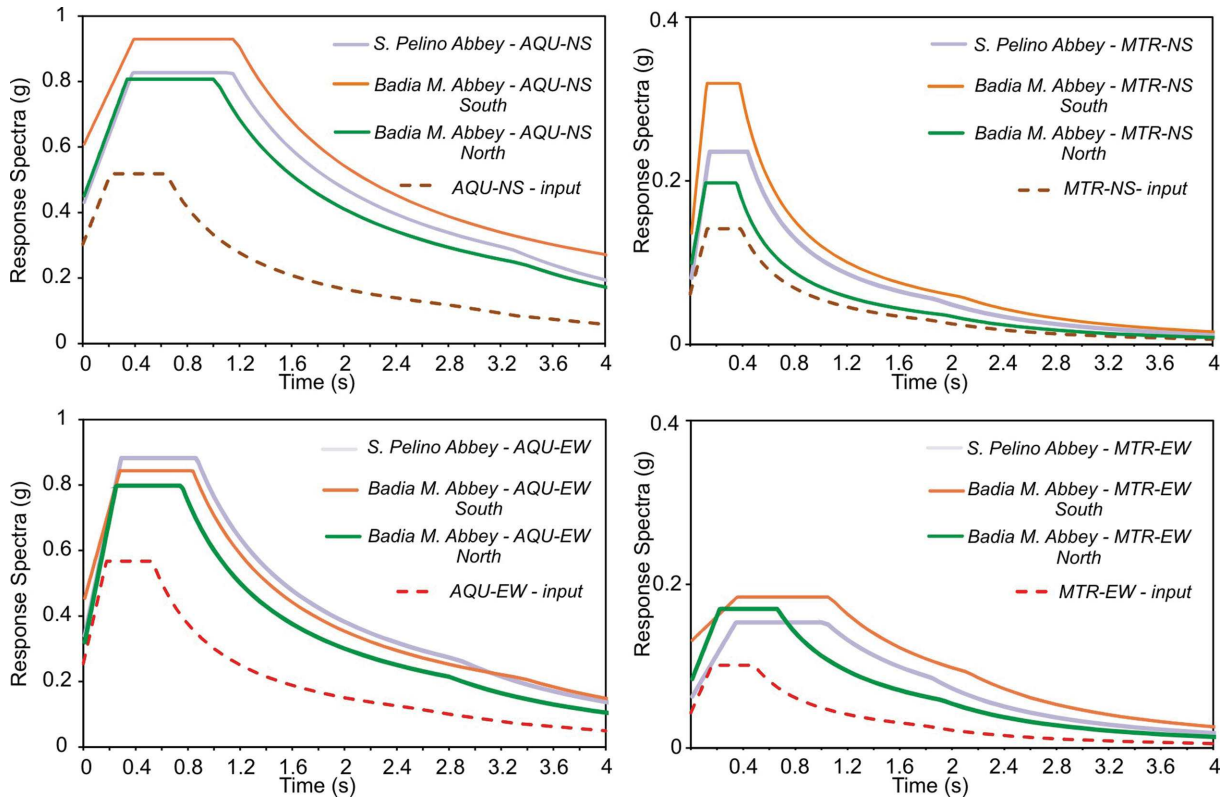 Response Spectra (g)
1
0.8
0.6
0.4
0.2
0
S. Pelino Abbey - AQU-NS
Badia M. Abbey - AQU-NS
South
Badia M. Abbey - AQU-NS
North
AQU-NS - input
0 0.4 0.8 1.2 1.6 2 2.4 2.8 3.2 3.6 4
Time (s)
Response Spectra (g)
0.4
0.2
0
S. Pelino Abbey - MTR-NS
Badia M. Abbey - MTR-NS
South
Badia M. Abbey - MTR-NS
North
MTR-NS- input
0.4 0.8 1.2 1.6 2 2.4 2.8 3.2 3.6 4
Time (s)
Response Spectra (g)
1
0.8
0.6
0.4
0.2
0
S. Pelino Abbey - AQU-EW
Badia M. Abbey - AQU-EW
South
Badia M. Abbey - AQU-EW
North
AQU-EW - input
0 0.4 0.8 1.2 1.6 2 2.4 2.8 3.2 3.6 4
Time (s)
Response Spectra (g)
0.4
0.2
0
S. Pelino Abbey - MTR-EW
Badia M. Abbey - MTR-EW
South
Badia M. Abbey - MTR-EW
North
MTR-EW - input
0.4 0.8 1.2 1.6 2 2.4 2.8 3.2 3.6 4
Time (s)